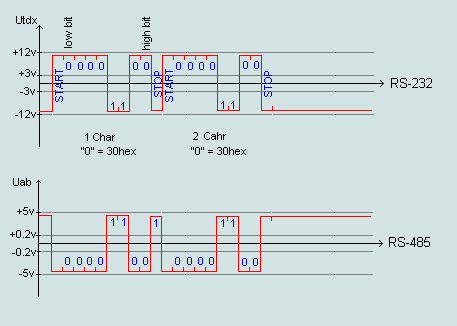 Utdx
low bit
high bit
+12v
+3v
-3v
-12v
START
0 0 0 0
1 1
0 0
STOP
START
0 0 0 0
1 1
0 0
STOP
RS-232
1 Char
"0" = 30hex
2 Cahr
"0" = 30hex
Uab
+5v
+0.2v
-0.2v
-5v
0 0 0 0
1 1
0 0
1
0 0 0 0
1 1
0 0
RS-485